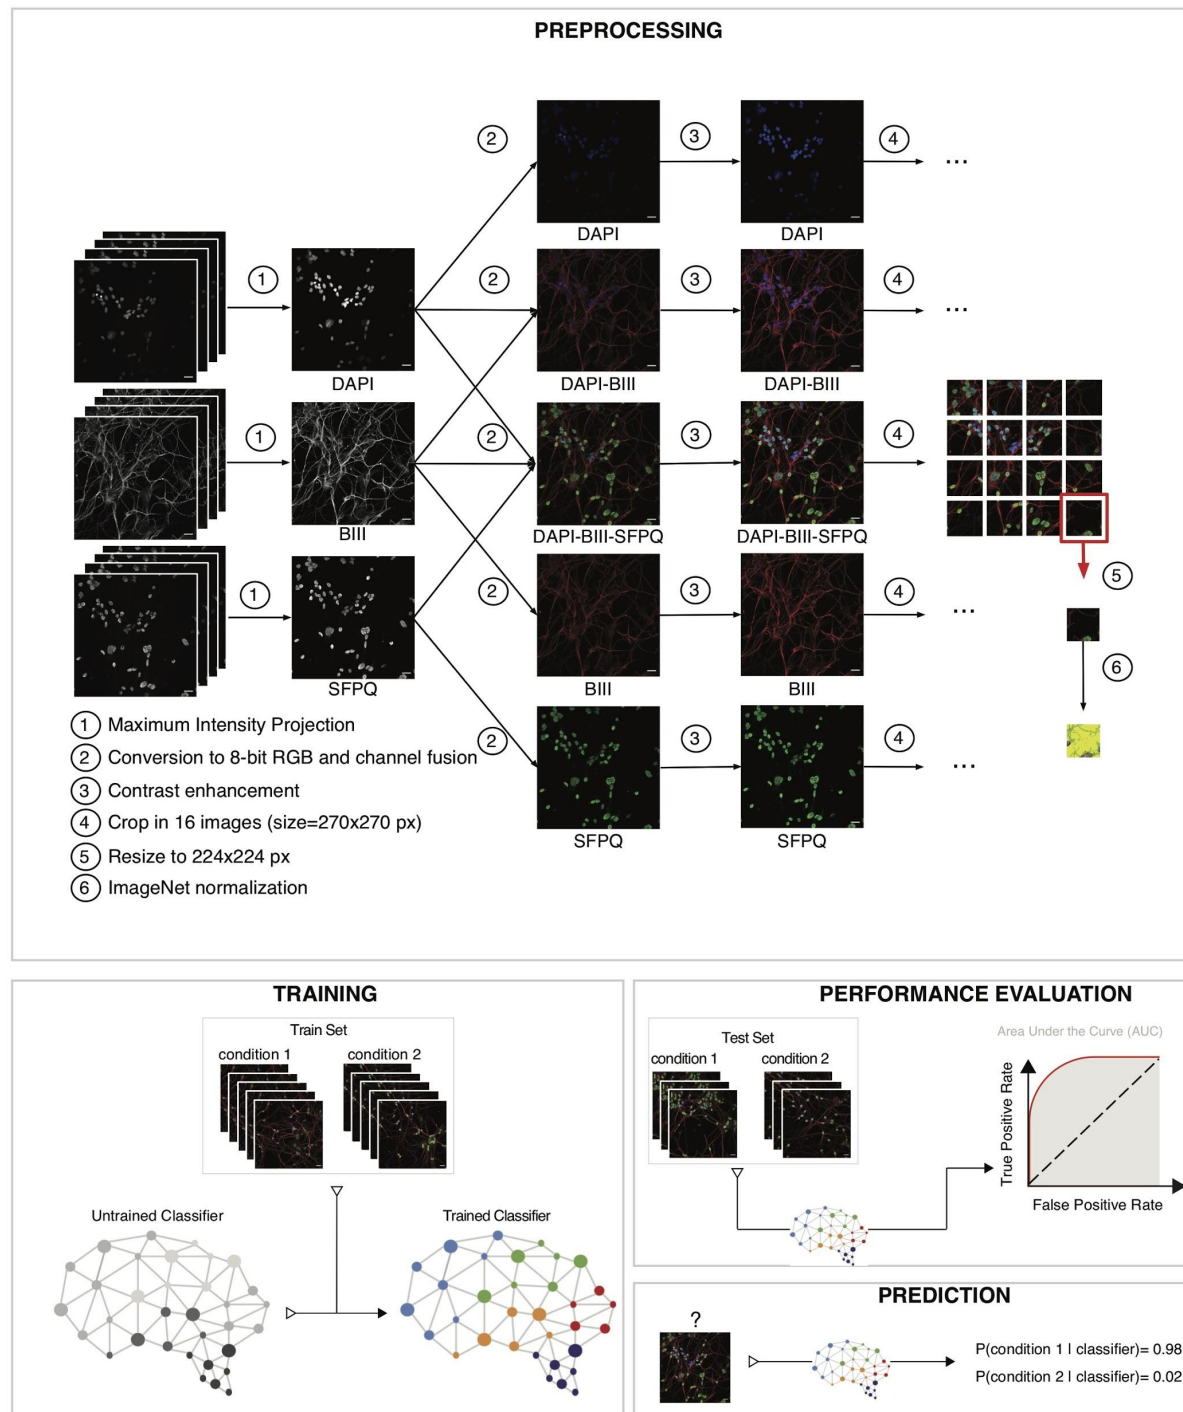 PREPROCESSING
2
3
4
...
DAPI
DAPI
1
2
3
4
...
DAPI
DAPI-BIII
DAPI-BIII
1
2
3
4
BIII
DAPI-BIII-SFPQ
DAPI-BIII-SFPQ
1
2
3
4
...
5
SFPQ
BIII
BIII
6
2
3
4
...
SFPQ
SFPQ
1 Maximum Intensity Projection
2 Conversion to 8-bit RGB and channel fusion
3 Contrast enhancement
4 Crop in 16 images (size=270x270 px)
5 Resize to 224x224 px
6 ImageNet normalization
TRAINING
Train Set
condition 1 condition 2
Untrained Classifier
Trained Classifier
PERFORMANCE EVALUATION
Test Set
condition 1 condition 2
Area Under the Curve (AUC)
True Positive Rate
False Positive Rate
PREDICTION
?
P(condition 1 I classifier)= 0.98
P(condition 2 I classifier)= 0.02